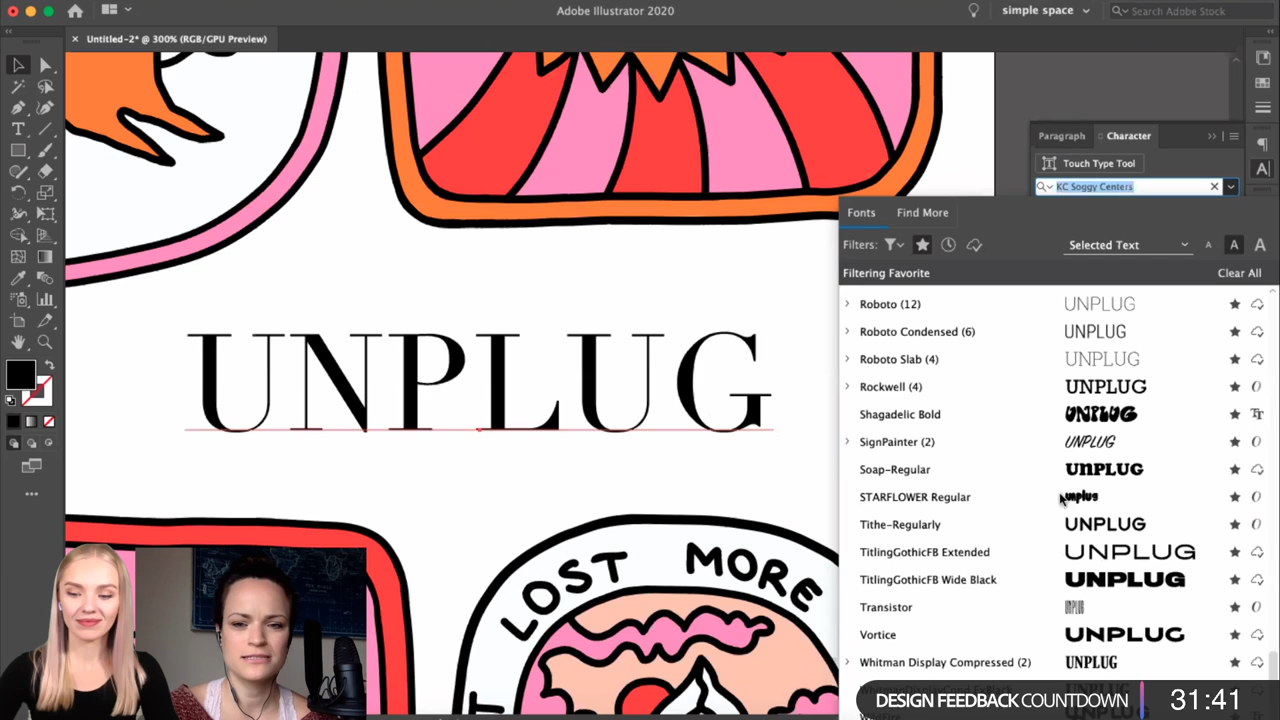 Adobe Illustrator 2020
simple space
Search Adobe Stock
Untitled-2* @ 300% (RGB/GPU Preview)
Paragraph
Character
Touch Type Tool
KC Soggy Centers
Fonts
Find More
Filters:
Selected Text
A
A
A
Filtering Favorite
Clear All
Roboto (12) UNPLUG
Roboto Condensed (6) UNPLUG
Roboto Slab (4) UNPLUG
Rockwell (4) UNPLUG
Shagadelic Bold UNPLUG
SignPainter (2) UNPLUG
Soap-Regular UNPLUG
STARFLOWER Regular unplug
Tithe-Regularly UNPLUG
TitlingGothicFB Extended UNPLUG
TitlingGothicFB Wide Black UNPLUG
Transistor UNPLUG
Vortice UNPLUG
Whitman Display Compressed (2) UNPLUG
UNPLUG
LOST MORE
DESIGN FEEDBACK COUNTDOWN 31:41